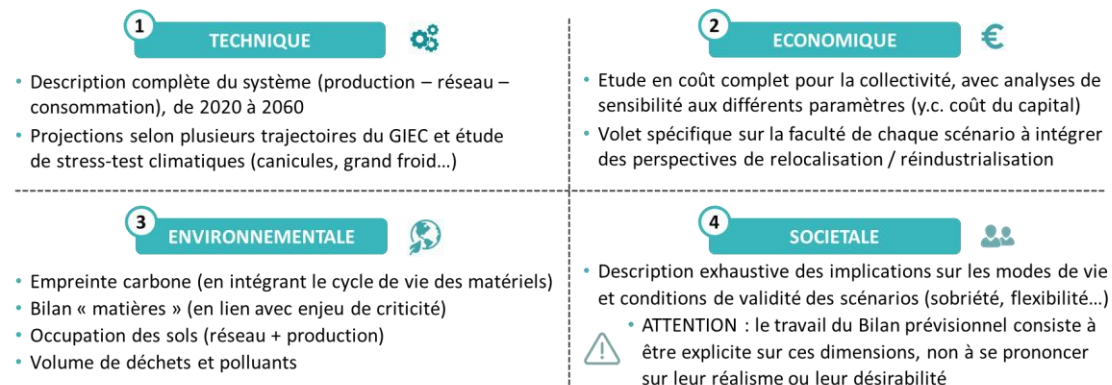 1
TECHNIQUE
• Description complète du système (production – réseau –
consommation), de 2020 à 2060
• Projections selon plusieurs trajectoires du GIEC et étude
de stress-test climatiques (canicules, grand froid…)
2
ECONOMIQUE
€
• Etude en coût complet pour la collectivité, avec analyses de
sensibilité aux différents paramètres (y.c. coût du capital)
• Volet spécifique sur la faculté de chaque scénario à intégrer
des perspectives de relocalisation / réindustrialisation
3
ENVIRONNEMENTALE
• Empreinte carbone (en intégrant le cycle de vie des matériels)
• Bilan « matières » (en lien avec enjeu de criticité)
• Occupation des sols (réseau + production)
• Volume de déchets et polluants
4
SOCIETALE
• Description exhaustive des implications sur les modes de vie
et conditions de validité des scénarios (sobriété, flexibilité…)
• ATTENTION : le travail du Bilan prévisionnel consiste à
être explicite sur ces dimensions, non à se prononcer
sur leur réalisme ou leur désirabilité